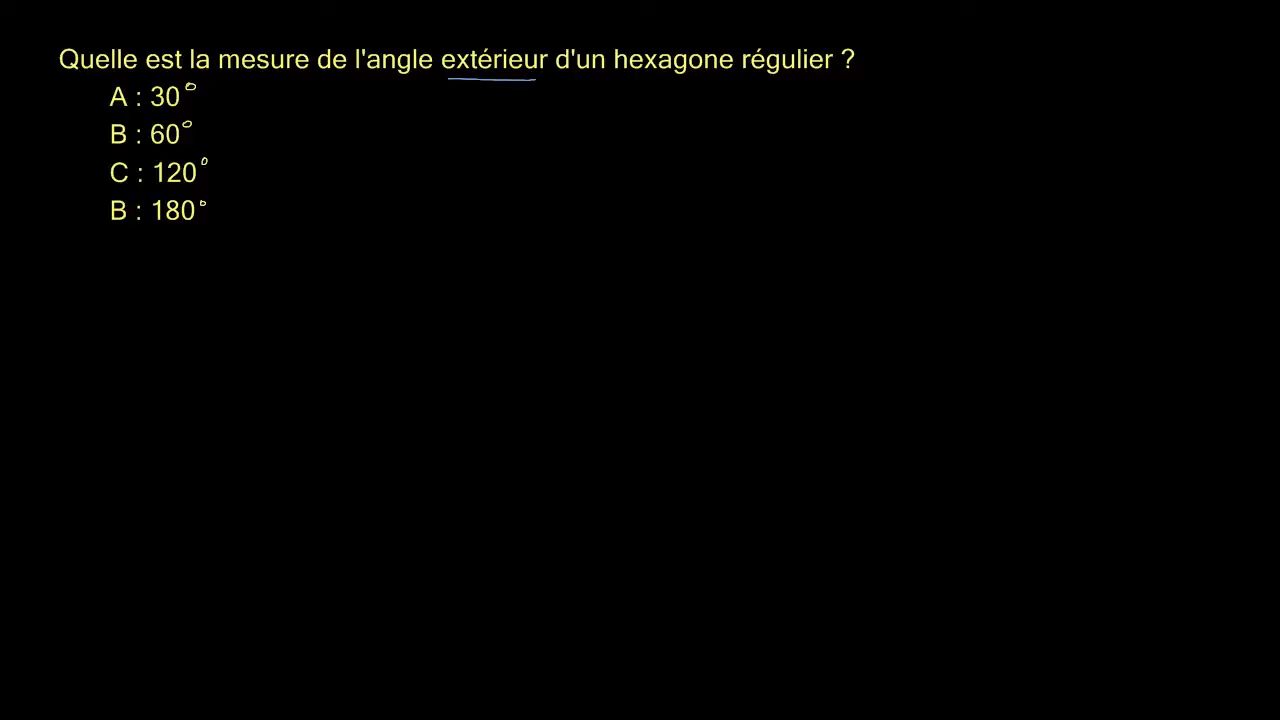 Quelle est la mesure de l'angle extérieur d'un hexagone régulier ?
A : 30°
B : 60°
C : 120°
B : 180°